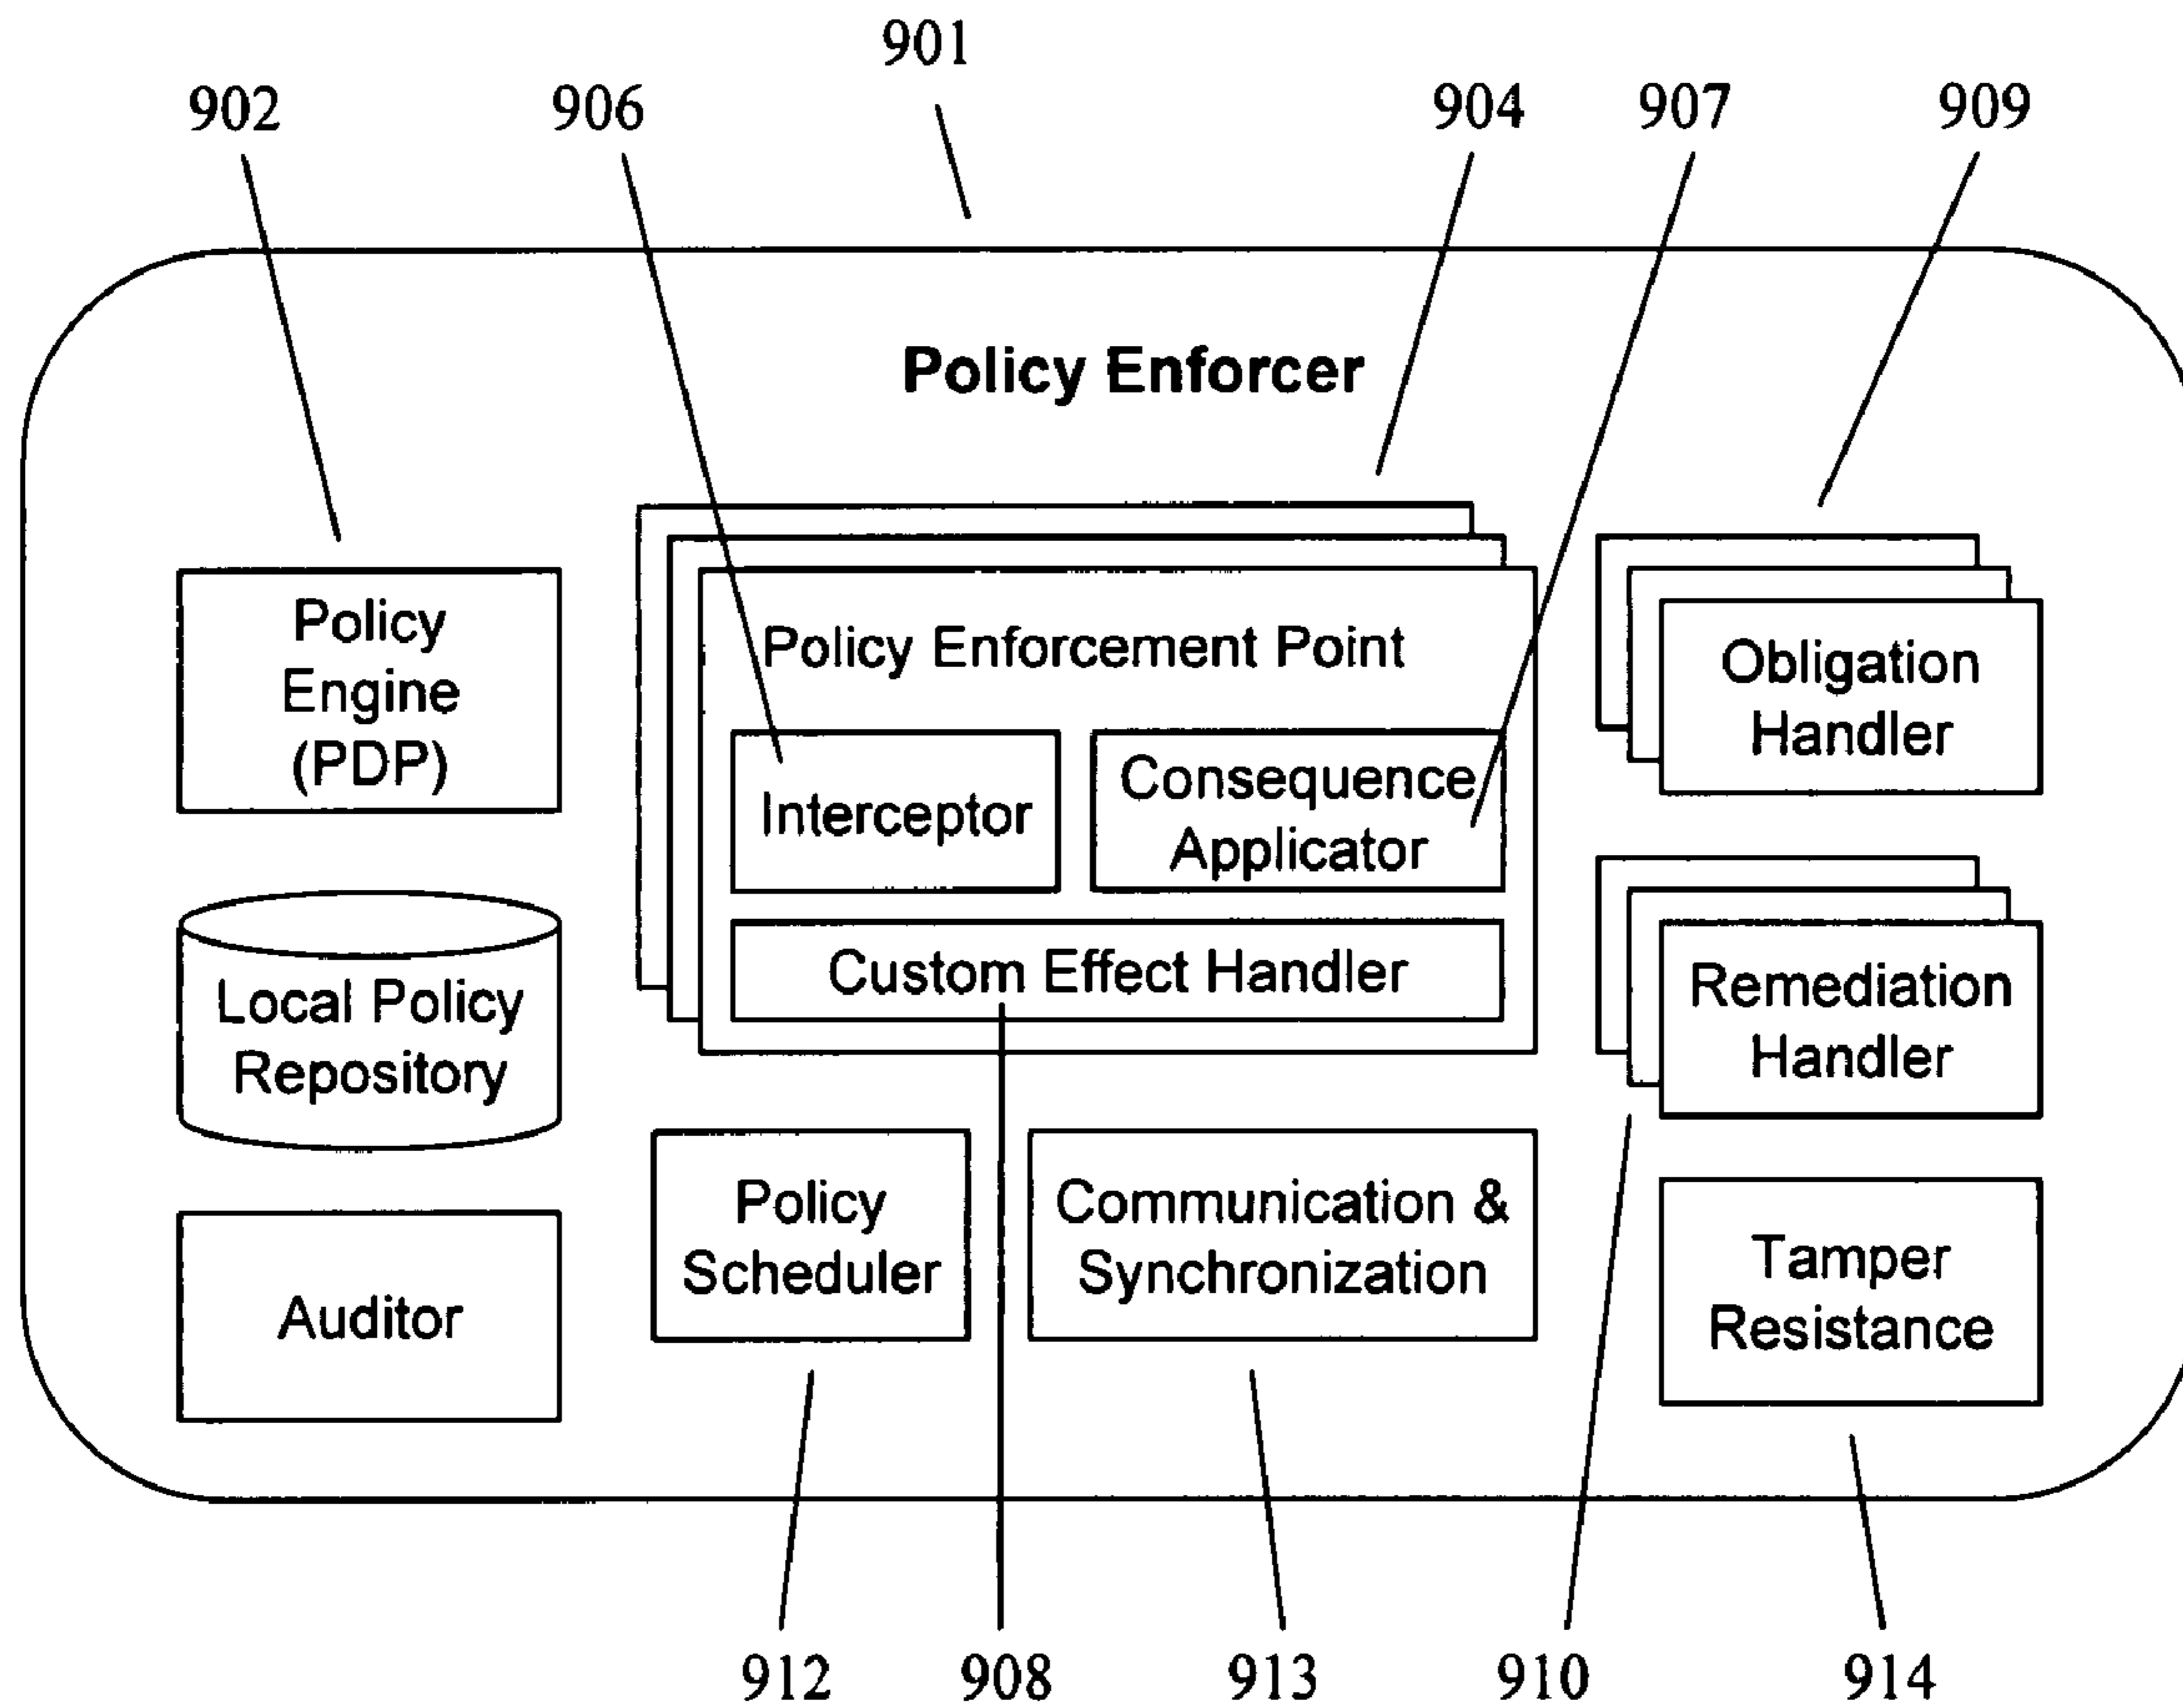 901
902
906
904
907
909
Policy Enforcer
Policy
Engine
(PDP)
Policy Enforcement Point
Interceptor
Consequence
Applicator
Custom Effect Handler
Obligation
Handler
Local Policy
Repository
Remediation
Handler
Auditor
Policy
Scheduler
Communication &
Synchronization
Tamper
Resistance
912
908
913
910
914